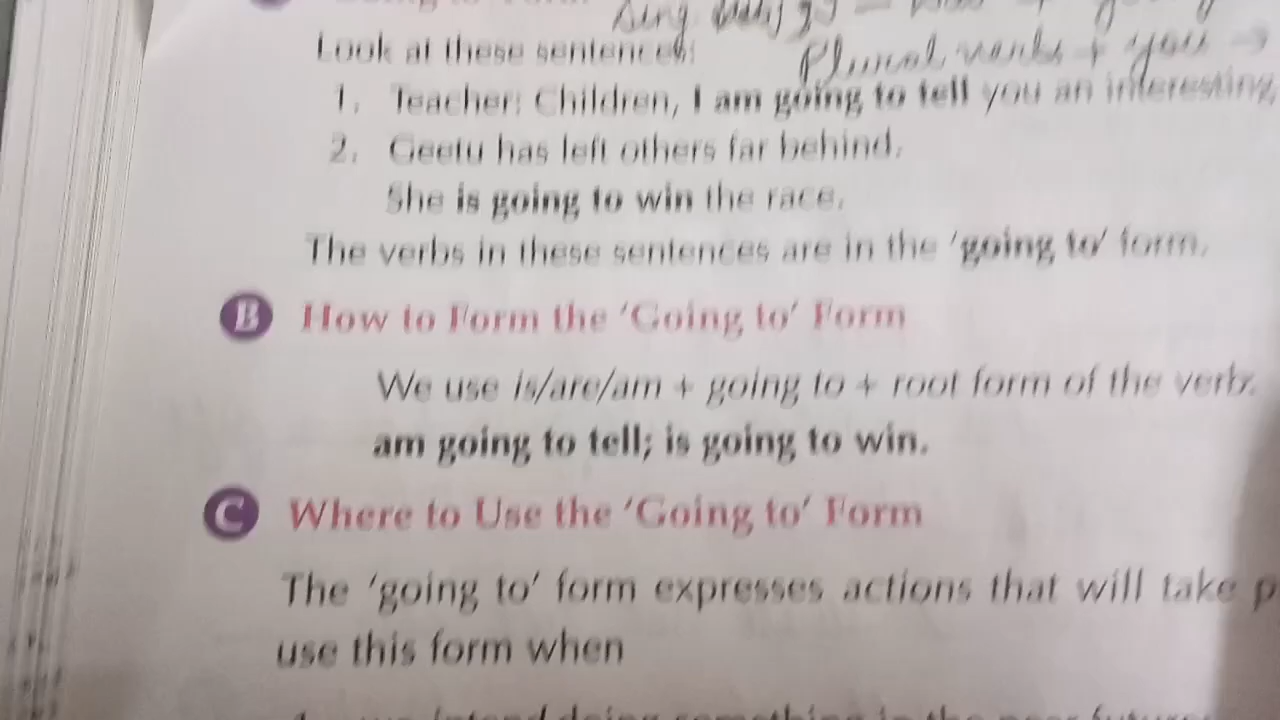 Look at these sentences:
Plural verbs + you →
1. Teacher: Children, I am going to tell you an interesting
2. Geetu has left others far behind.
She is going to win the race.
The verbs in these sentences are in the 'going to' form.
B How to Form the 'Going to' Form
We use is/are/am + going to + root form of the verb.
am going to tell; is going to win.
C Where to Use the 'Going to' Form
The 'going to' form expresses actions that will take p
use this form when